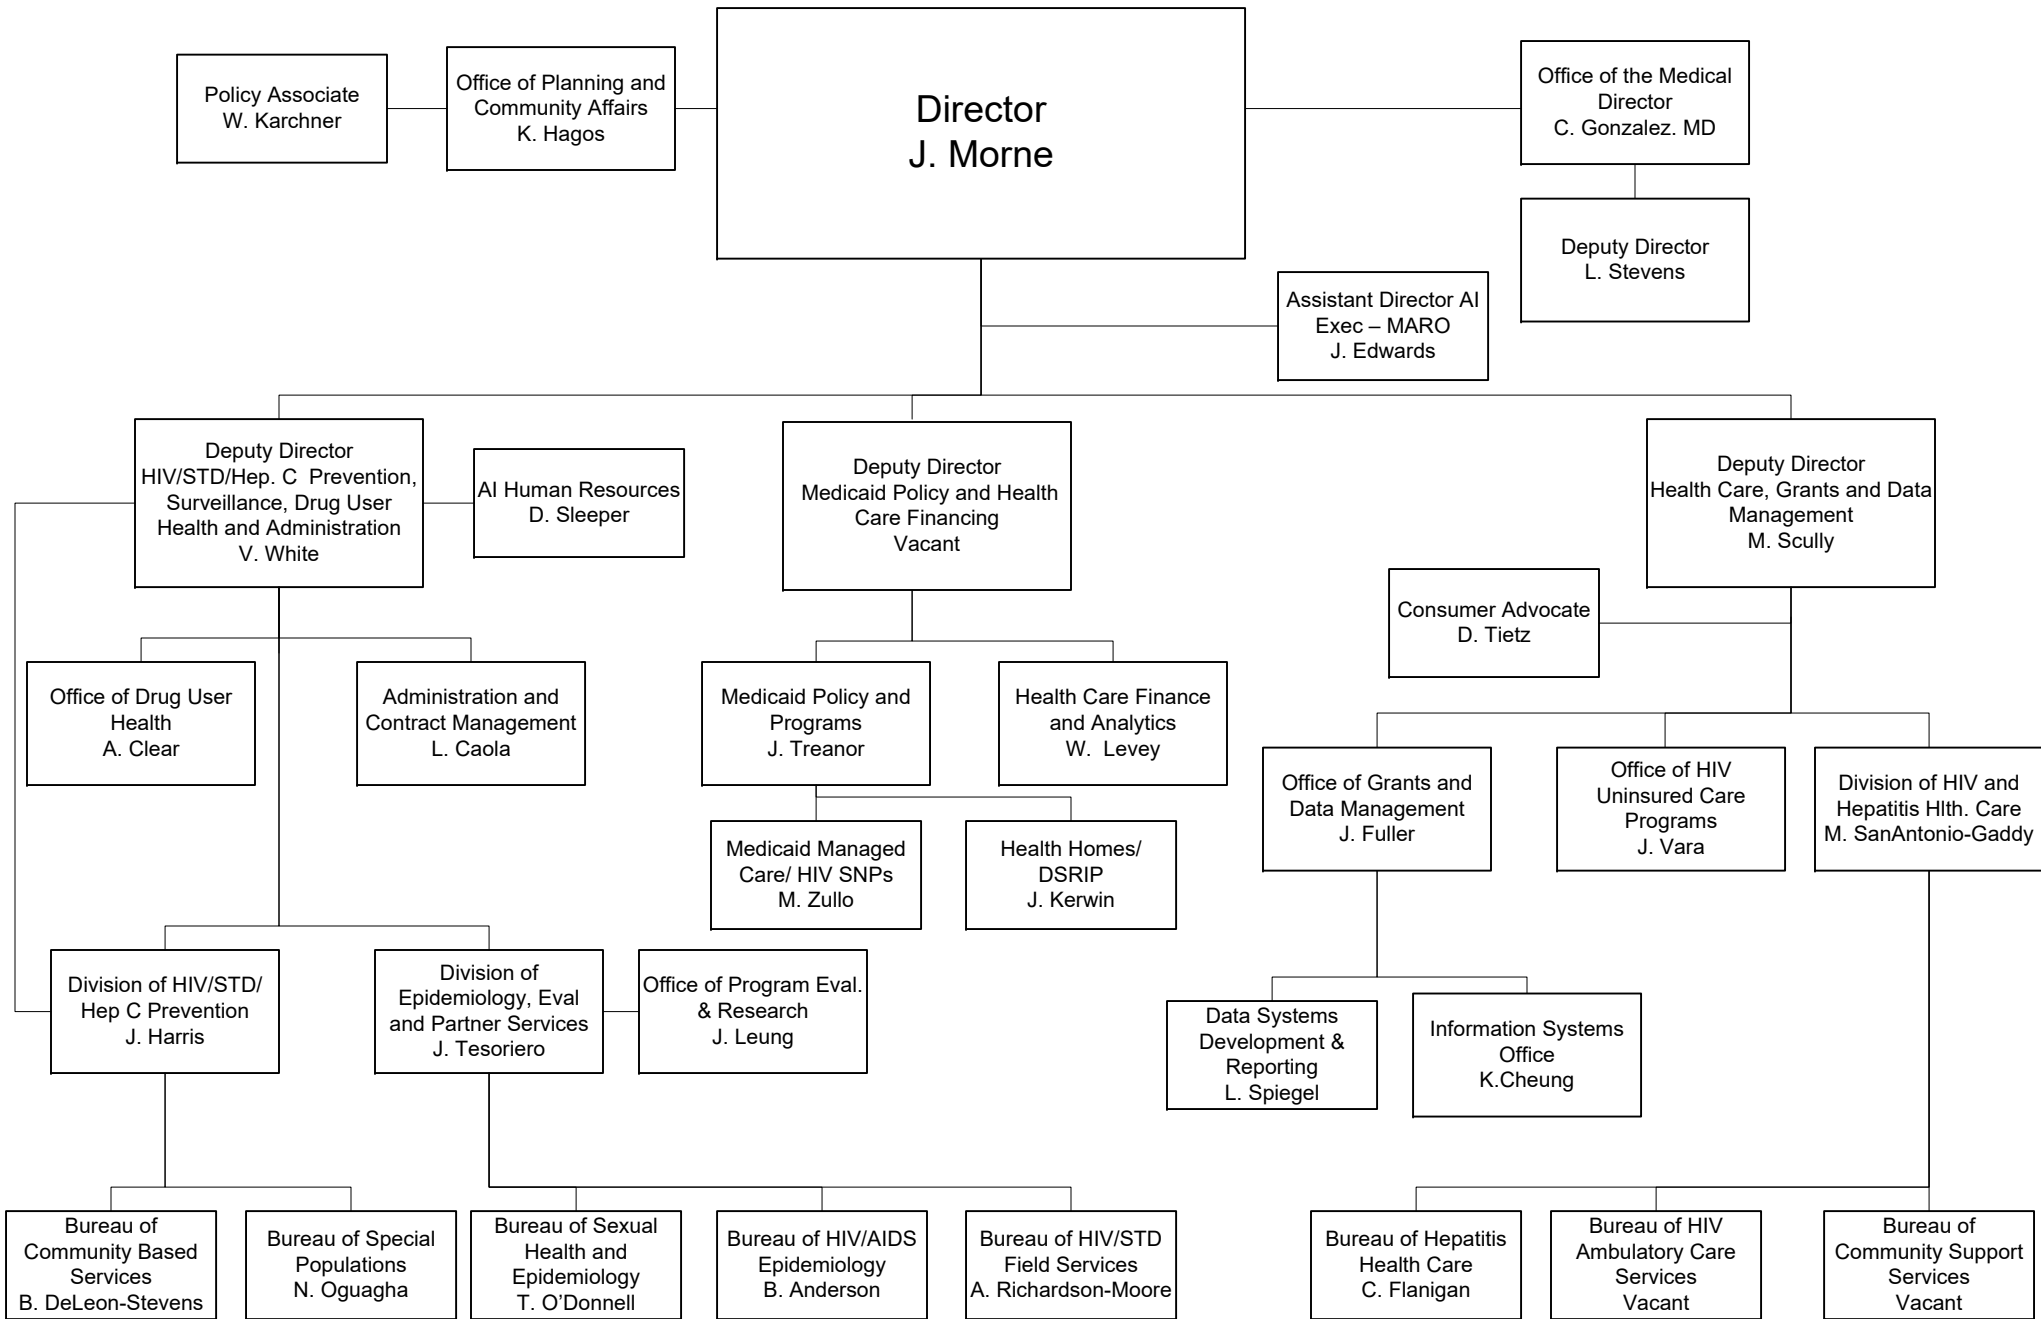 Director
J. Morne
Policy Associate
W. Karchner
Office of Planning and
Community Affairs
K. Hagos
Office of the Medical
Director
C. Gonzalez. MD
Deputy Director
L. Stevens
Assistant Director AI
Exec – MARO
J. Edwards
Deputy Director
HIV/STD/Hep. C  Prevention,
Surveillance, Drug User
Health and Administration
V. White
AI Human Resources
D. Sleeper
Deputy Director
Medicaid Policy and Health
Care Financing
Vacant
Deputy Director
Health Care, Grants and Data
Management
M. Scully
Consumer Advocate
D. Tietz
Office of Drug User
Health
A. Clear
Administration and
Contract Management
L. Caola
Medicaid Policy and
Programs
J. Treanor
Health Care Finance
and Analytics
W.  Levey
Office of Grants and
Data Management
J. Fuller
Office of HIV
Uninsured Care
Programs
J. Vara
Division of HIV and
Hepatitis Hlth. Care
M. SanAntonio-Gaddy
Medicaid Managed
Care/ HIV SNPs
M. Zullo
Health Homes/
DSRIP
J. Kerwin
Division of HIV/STD/
Hep C Prevention
J. Harris
Division of
Epidemiology, Eval
and Partner Services
J. Tesoriero
Office of Program Eval.
& Research
J. Leung
Data Systems
Development &
Reporting
L. Spiegel
Information Systems
Office
K.Cheung
Bureau of
Community Based
Services
B. DeLeon-Stevens
Bureau of Special
Populations
N. Oguagha
Bureau of Sexual
Health and
Epidemiology
T. O’Donnell
Bureau of HIV/AIDS
Epidemiology
B. Anderson
Bureau of HIV/STD
Field Services
A. Richardson-Moore
Bureau of Hepatitis
Health Care
C. Flanigan
Bureau of HIV
Ambulatory Care
Services
Vacant
Bureau of
Community Support
Services
Vacant